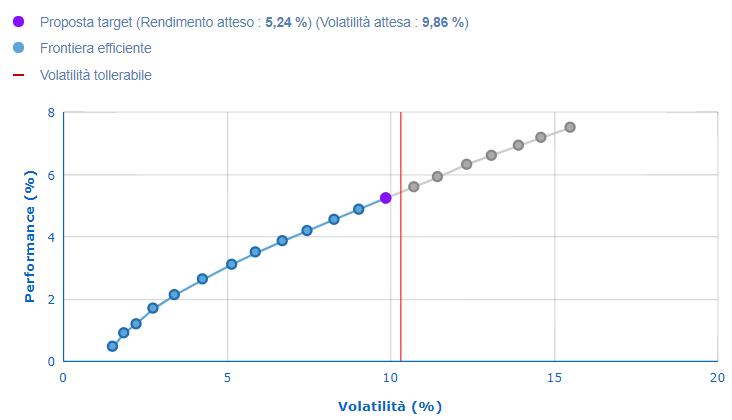 Proposta target (Rendimento atteso : 5,24 %) (Volatilità attesa : 9,86 %)
Frontiera efficiente
Volatilità tollerabile
8
6
4
2
0
Performance (%)
0 5 10 15 20
Volatilità (%)